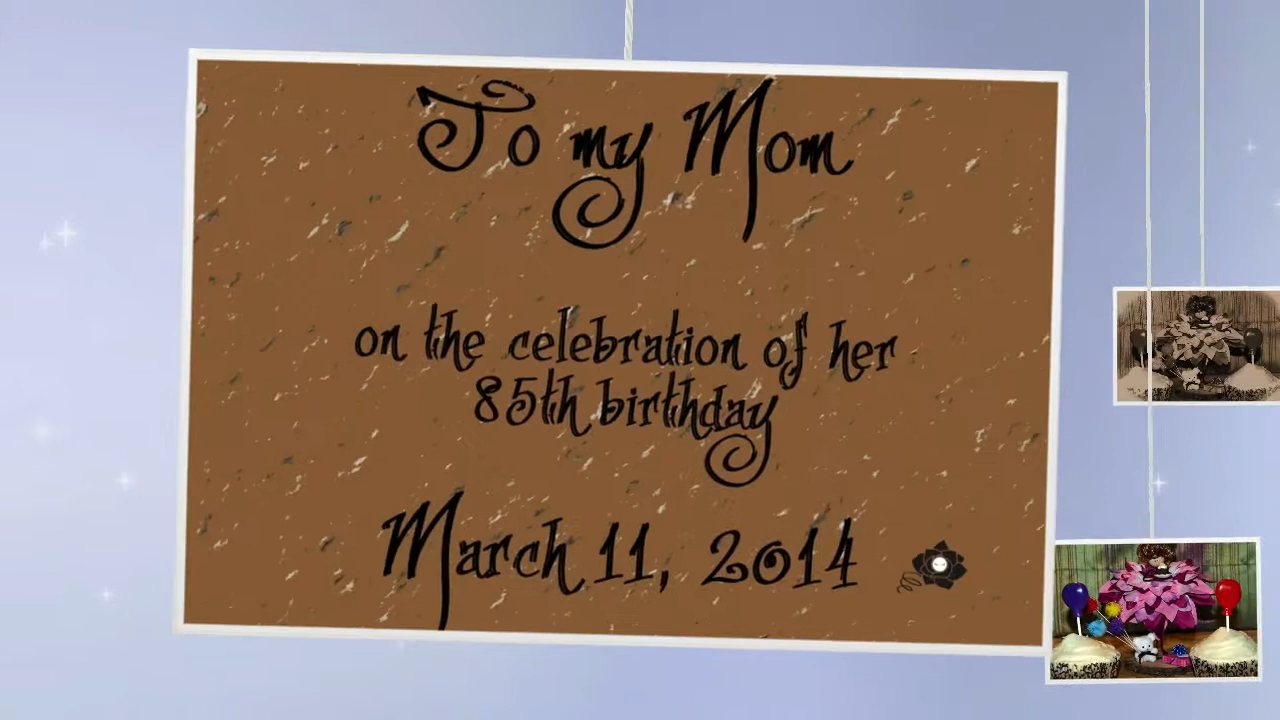 To my Mom
on the celebration of her
85th birthday
March 11, 2014